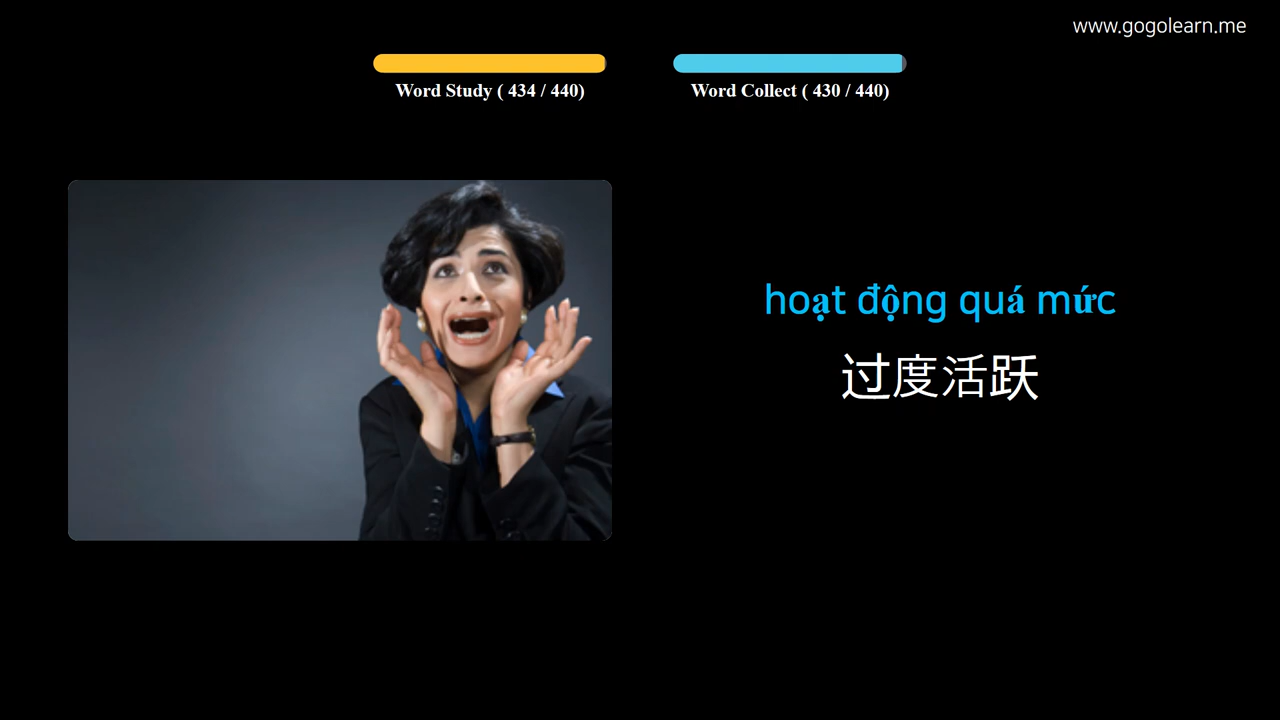 www.gogolearn.me
Word Study ( 434 / 440)
Word Collect ( 430 / 440)
hoạt động quá mức
过度活跃